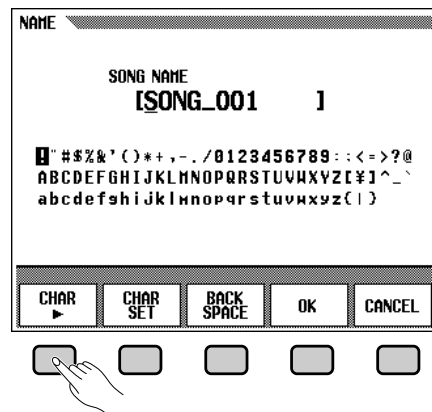 NAME
SONG NAME
[SONG_001 ]
!"#$%&'()*+,-./0123456789:;<=>?@
ABCDEFGHIJKLMNOPQRSTUVWXYZ[¥]^_`
abcdefghijklmnopqrstuvwxyz{|}
CHAR ▶
CHAR SET
BACK SPACE
OK
CANCEL